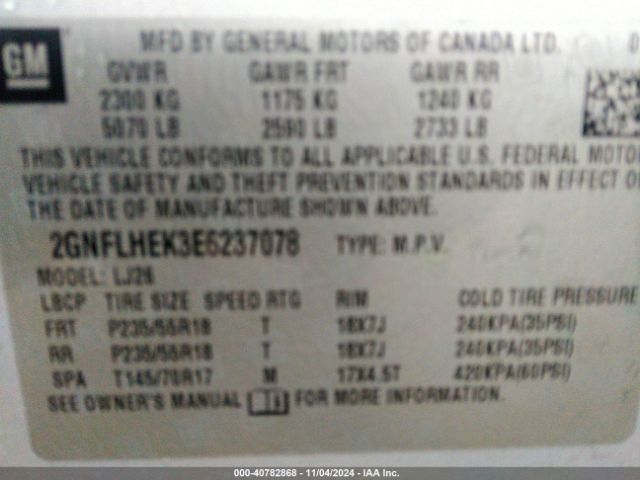 GM
MFD BY GENERAL MOTORS OF CANADA LTD.
GVWR GAWR FRT GAWR RR
2300 KG 1175 KG 1240 KG
5070 LB 2590 LB 2733 LB
THIS VEHICLE CONFORMS TO ALL APPLICABLE U.S. FEDERAL MOTOR
VEHICLE SAFETY AND THEFT PREVENTION STANDARDS IN EFFECT O
THE DATE OF MANUFACTURE SHOWN ABOVE.
2GNFLHEK3E6237078 TYPE: M.P.V.
MODEL: LJ26
LBCP TIRE SIZE SPEED RTG RIM COLD TIRE PRESSURE
FRT P235/55R18 T 18X7J 240KPA(35PSI)
RR P235/55R18 T 18X7J 240KPA(35PSI)
SPA T145/70R17 M 17X4.5T 420KPA(60PSI)
SEE OWNER'S MANUAL FOR MORE INFORMATION.
000-40782868 - 11/04/2024 - IAA Inc.